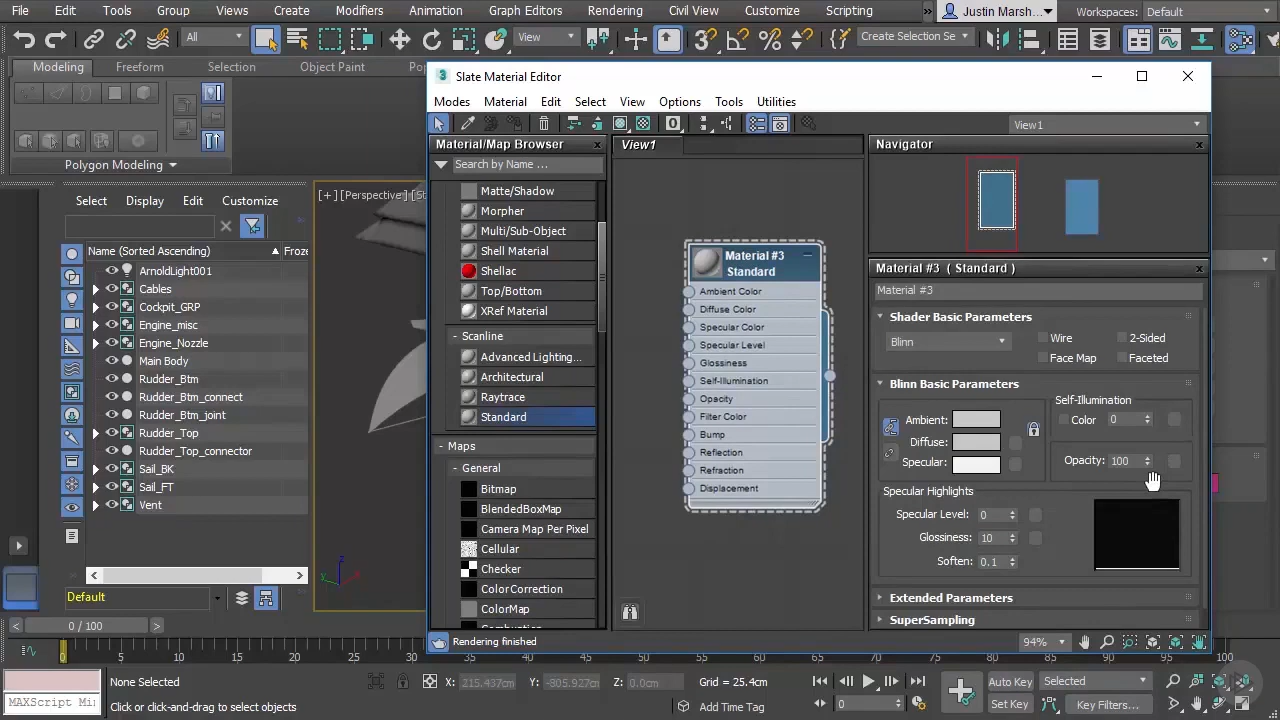 File Edit Tools Group Views Create Modifiers Animation Graph Editors Rendering Civil View Customize Scripting Justin Marsh... Workspaces: Default
All View Create Selection Se
Modeling Freeform Selection Object Paint Pop
Polygon Modeling
Select Display Edit Customize
Name (Sorted Ascending) Froze
ArnoldLight001
Cables
Cockpit_GRP
Engine_misc
Engine_Nozzle
Main Body
Rudder_Btm
Rudder_Btm_connect
Rudder_Btm_joint
Rudder_Top
Rudder_Top_connector
Sail_BK
Sail_FT
Vent
Default
0 / 100
[+] [Perspective] [S
3 Slate Material Editor
Modes Material Edit Select View Options Tools Utilities
View1
Material/Map Browser
Search by Name ...
Matte/Shadow
Morpher
Multi/Sub-Object
Shell Material
Shellac
Top/Bottom
XRef Material
- Scanline
Advanced Lighting...
Architectural
Raytrace
Standard
- Maps
- General
Bitmap
BlendedBoxMap
Camera Map Per Pixel
Cellular
Checker
ColorCorrection
ColorMap
View1
Material #3
Standard
Ambient Color
Diffuse Color
Specular Color
Specular Level
Glossiness
Self-Illumination
Opacity
Filter Color
Bump
Reflection
Refraction
Displacement
Navigator
Material #3 ( Standard )
Material #3
Shader Basic Parameters
Blinn Wire 2-Sided
Face Map Faceted
Blinn Basic Parameters
Self-Illumination
Ambient: Color 0
Diffuse:
Specular: Opacity: 100
Specular Highlights
Specular Level: 0
Glossiness: 10
Soften: 0.1
Extended Parameters
SuperSampling
Rendering finished 94%
0 5 10 15 20 25 30 35 40 45 50 55 60 65 70 75 80 85 90 95 100
None Selected X: 215.437cm Y: -805.927cm Z: 0.0cm Grid = 25.4cm Auto Key Selected
MAXScript Mi Click or click-and-drag to select objects Add Time Tag 0 Set Key Key Filters...